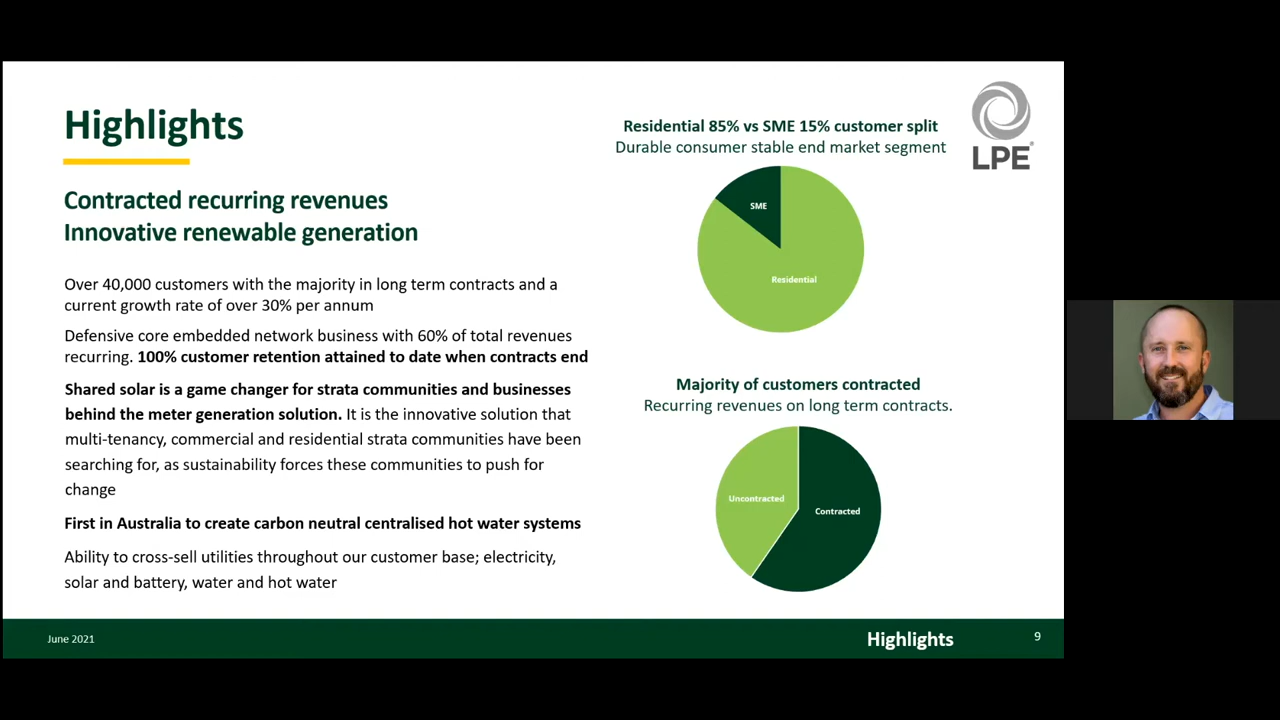 Highlights
Contracted recurring revenues
Innovative renewable generation
Over 40,000 customers with the majority in long term contracts and a
current growth rate of over 30% per annum
Defensive core embedded network business with 60% of total revenues
recurring. 100% customer retention attained to date when contracts end
Shared solar is a game changer for strata communities and businesses
behind the meter generation solution. It is the innovative solution that
multi-tenancy, commercial and residential strata communities have been
searching for, as sustainability forces these communities to push for
change
First in Australia to create carbon neutral centralised hot water systems
Ability to cross-sell utilities throughout our customer base; electricity,
solar and battery, water and hot water
Residential 85% vs SME 15% customer split
Durable consumer stable end market segment
SME
Residential
Majority of customers contracted
Recurring revenues on long term contracts.
Uncontracted
Contracted
LPE®
June 2021
Highlights
9